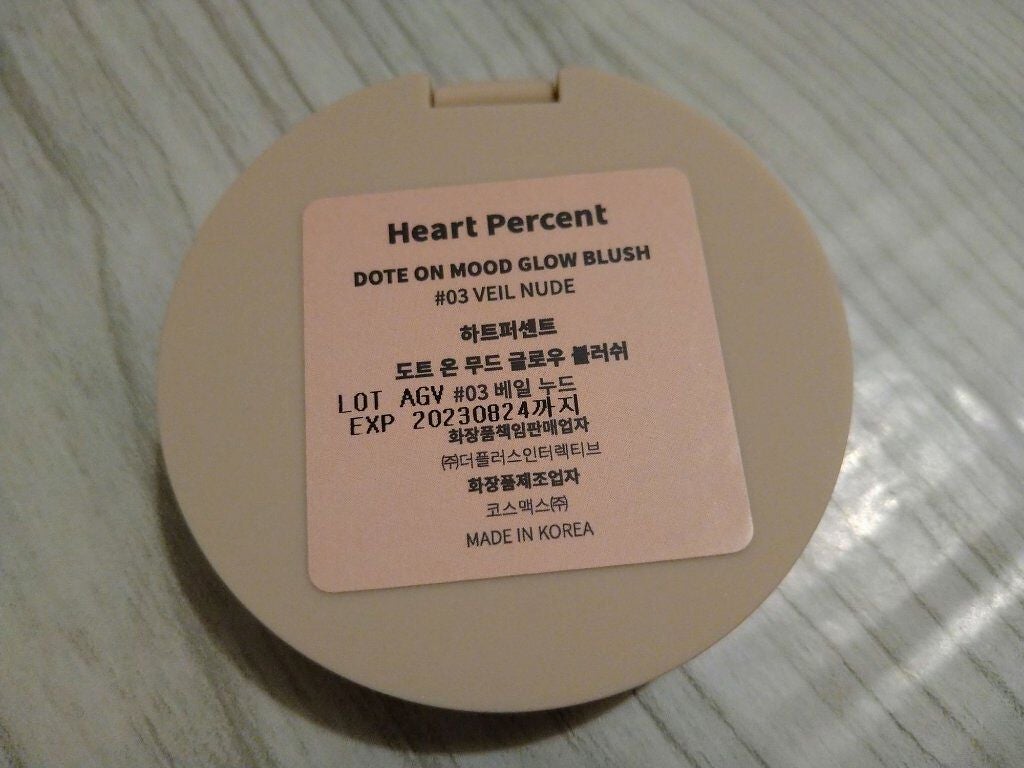 Heart Percent
DOTE ON MOOD GLOW BLUSH
#03 VEIL NUDE
하트퍼센트
도트 온 무드 글로우 블러쉬
#03 베일 누드
LOT AGV
EXP 20230824까지
화장품책임판매업자
㈜더플러스인터렉티브
화장품제조업자
코스맥스㈜
MADE IN KOREA